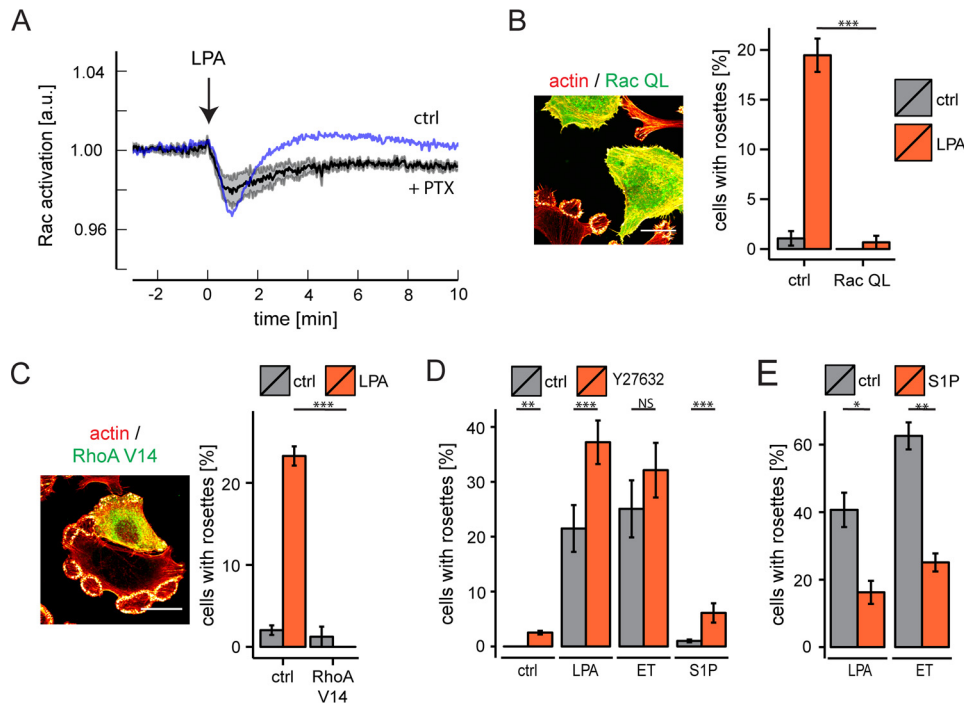 A
LPA
1.04
1.00
0.96
Rac activation [a.u.]
ctrl
+ PTX
-2
0
2
4
6
8
10
time [min]
B
actin / Rac QL
***
20
15
10
5
0
cells with rosettes [%]
ctrl
Rac QL
ctrl
LPA
C
actin /
RhoA V14
ctrl
LPA
***
20
10
0
cells with rosettes [%]
ctrl
RhoA
V14
D
ctrl
Y27632
**
***
NS
***
40
30
20
10
0
cells with rosettes [%]
ctrl
LPA
ET
S1P
E
ctrl
S1P
*
**
60
40
20
0
cells with rosettes [%]
LPA
ET